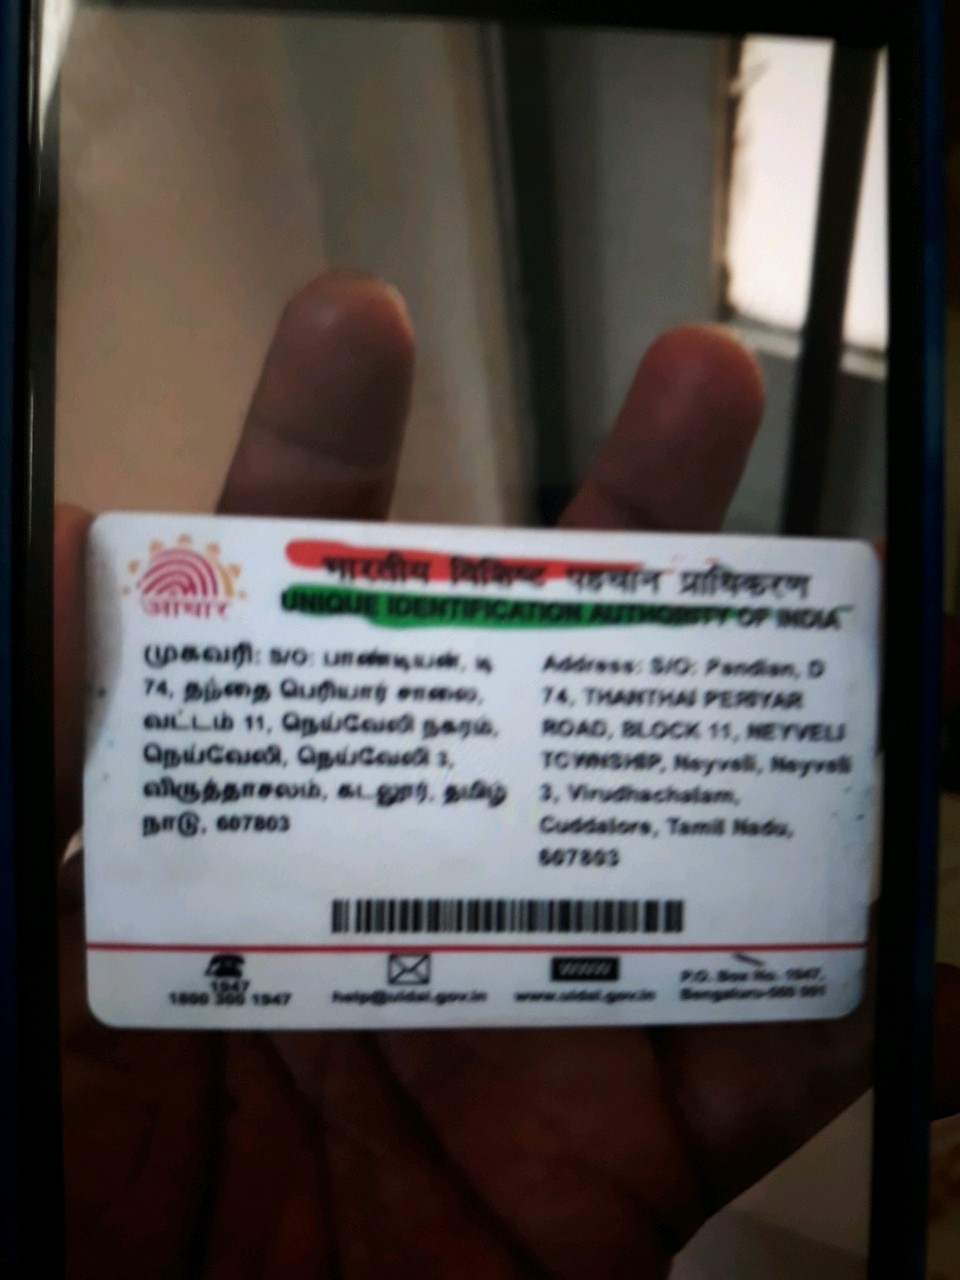 आधार
भारतीय विशिष्ट पहचान प्राधिकरण
UNIQUE IDENTIFICATION AUTHORITY OF INDIA
முகவரி: S/O: பாண்டியன், டி
74, தந்தை பெரியார் சாலை,
வட்டம் 11, நெய்வேலி நகரம்,
நெய்வேலி, நெய்வேலி 3,
விருத்தாசலம், கடலூர், தமிழ்
நாடு, 607803
Address: S/O: Pandian, D
74, THANTHAI PERIYAR
ROAD, BLOCK 11, NEYVELI
TOWNSHIP, Neyveli, Neyveli
3, Virudhachalam,
Cuddalore, Tamil Nadu,
607803
1947
1800 300 1947
help@uidai.gov.in
www
www.uidai.gov.in
P.O. Box No. 1947,
Bengaluru-560 001